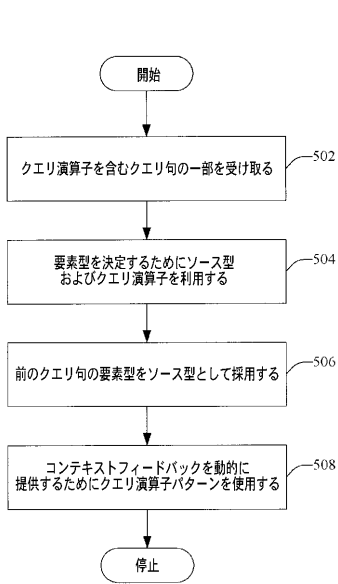 開始
クエリ演算子を含むクエリ句の一部を受け取る
502
要素型を決定するためにソース型
およびクエリ演算子を利用する
504
前のクエリ句の要素型をソース型として採用する
506
コンテキストフィードバックを動的に
提供するためにクエリ演算子パターンを使用する
508
停止